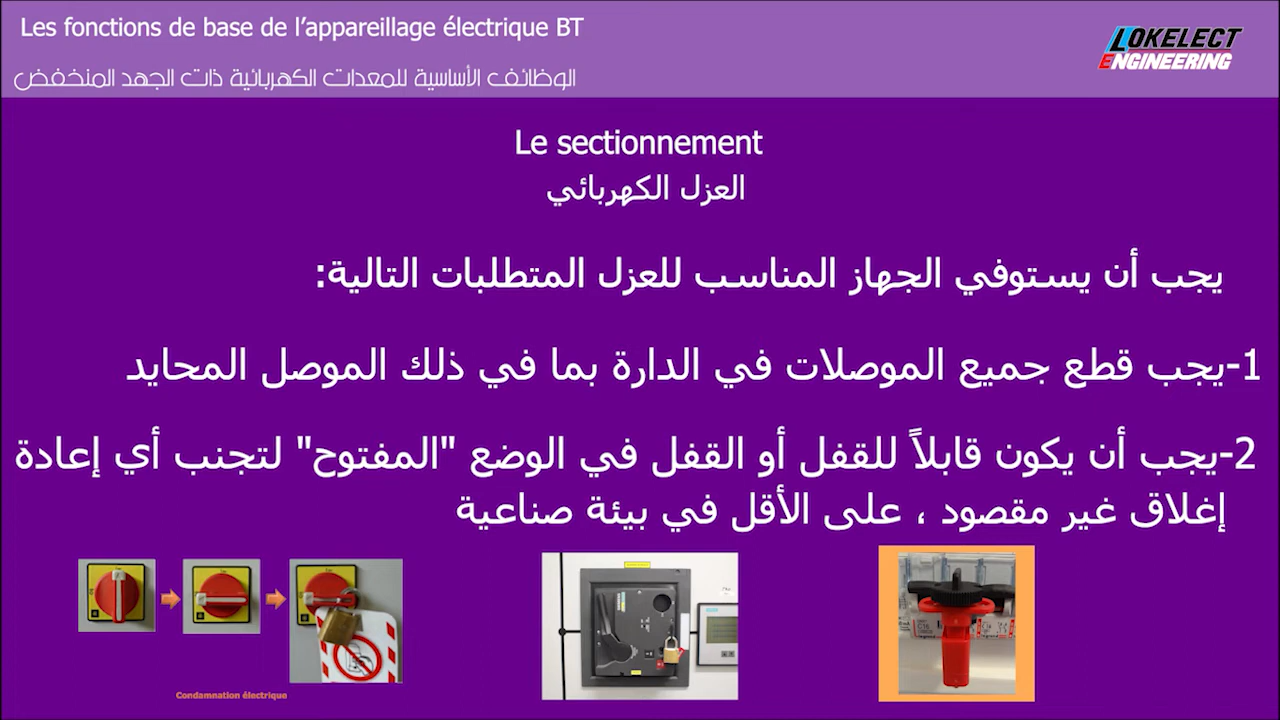 Les fonctions de base de l'appareillage électrique BT
LOKELECT
ENGINEERING
الوظائف الأساسية للمعدات الكهربائية ذات الجهد المنخفض
Le sectionnement
العزل الكهربائي
يجب أن يستوفي الجهاز المناسب للعزل المتطلبات التالية:
1-يجب قطع جميع الموصلات في الدارة بما في ذلك الموصل المحايد
2-يجب أن يكون قابلاً للقفل أو القفل في الوضع "المفتوح" لتجنب أي إعادة
إغلاق غير مقصود ، على الأقل في بيئة صناعية
C16
Condamnation électrique